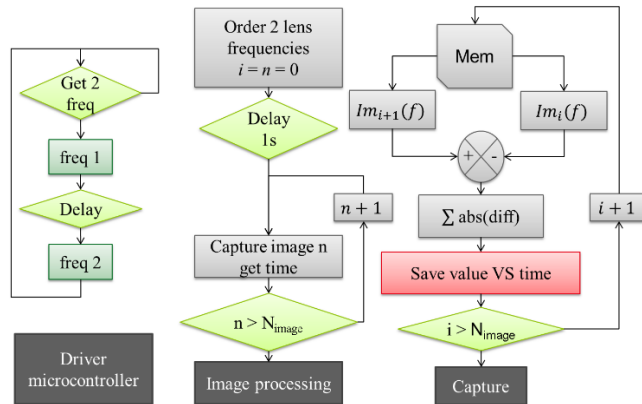 Get 2
freq
freq 1
Delay
freq 2
Driver
microcontroller
Order 2 lens
frequencies
i = n = 0
Delay
1s
n + 1
Capture image n
get time
n > N_image
Image processing
Mem
Im_{i+1}(f)
Im_i(f)
+
-
∑ abs(diff)
i + 1
Save value VS time
i > N_image
Capture